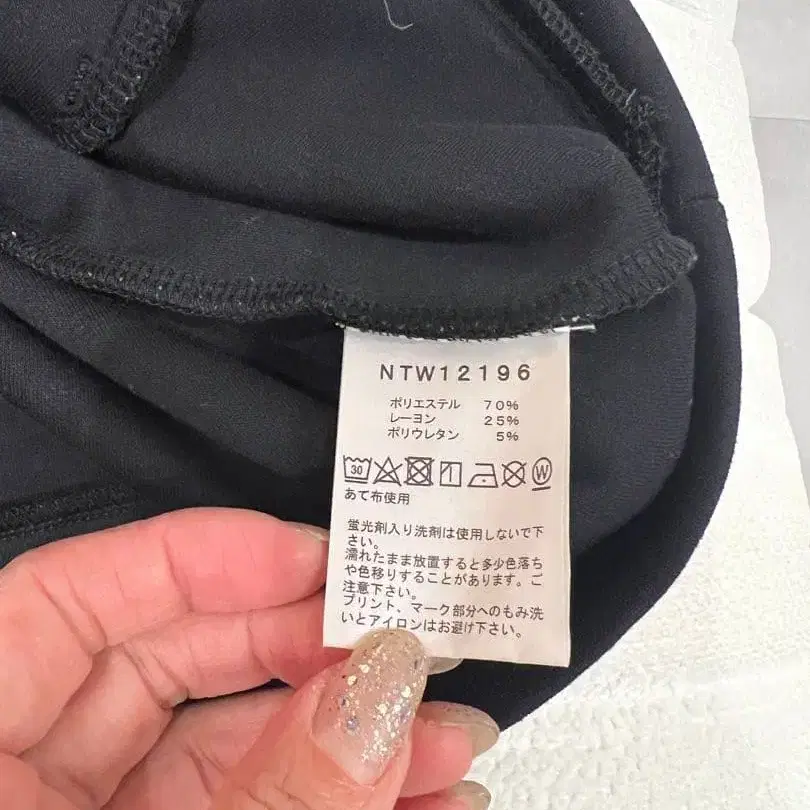 NTW12196
ポリエステル 70%
レーヨン 25%
ポリウレタン 5%
30 W
あて布使用
蛍光剤入り洗剤は使用しないで下
さい。
濡れたまま放置すると多少色落ち
や色移りすることがあります。ご
注意下さい。
プリント、マーク部分へのもみ洗
いとアイロンはお避け下さい。